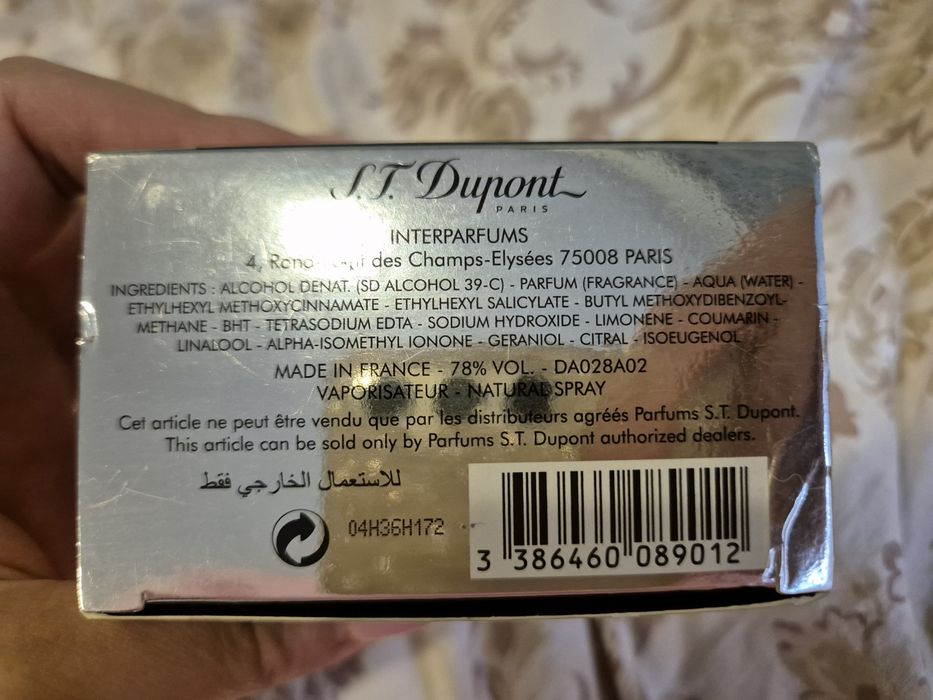 S.T. Dupont
PARIS
INTERPARFUMS
4, des Champs-Elysées 75008 PARIS
INGREDIENTS : ALCOHOL DENAT. (SD ALCOHOL 39-C) - PARFUM (FRAGRANCE) - AQUA (WATER) -
ETHYLHEXYL METHOXYCINNAMATE - ETHYLHEXYL SALICYLATE - BUTYL METHOXYDIBENZOYL-
METHANE - BHT - TETRASODIUM EDTA - SODIUM HYDROXIDE - LIMONENE - COUMARIN -
LINALOOL - ALPHA-ISOMETHYL IONONE - GERANIOL - CITRAL - ISOEUGENOL
MADE IN FRANCE - 78% VOL. - DA028A02
VAPORISATEUR - NATURAL SPRAY
Cet article ne peut être vendu que par les distributeurs agréés Parfums S.T. Dupont.
This article can be sold only by Parfums S.T. Dupont authorized dealers.
للاستعمال الخارجي فقط
04H36H172
3 386460 089012